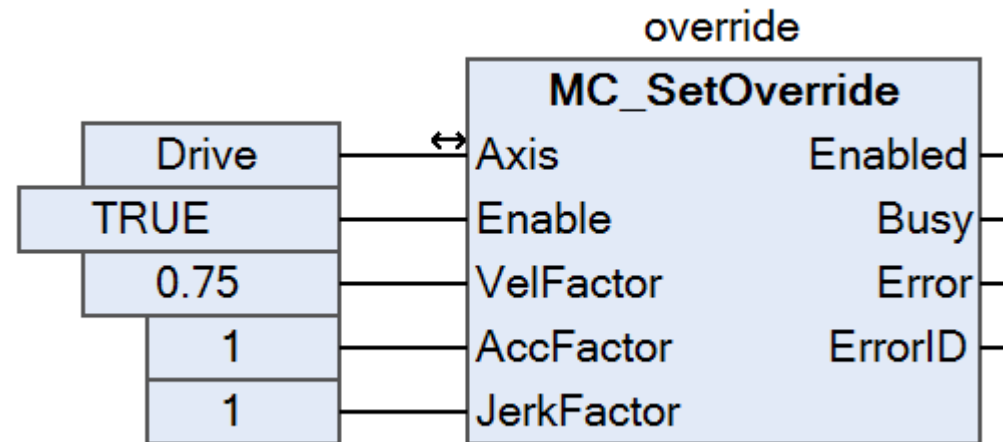 override
MC_SetOverride
Drive Axis Enabled
TRUE Enable Busy
0.75 VelFactor Error
1 AccFactor ErrorID
1 JerkFactor